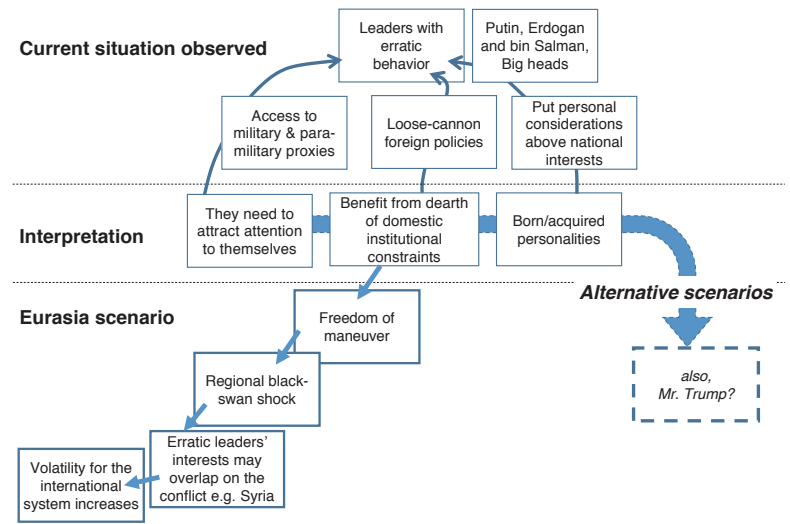 Current situation observed
Leaders with
erratic
behavior
Putin, Erdogan
and bin Salman,
Big heads
Access to
military & para-
military proxies
Loose-cannon
foreign policies
Put personal
considerations
above national
interests
Interpretation
They need to
attract attention
to themselves
Benefit from dearth
of domestic
institutional
constraints
Born/acquired
personalities
Alternative scenarios
Eurasia scenario
Freedom of
maneuver
Regional black-
swan shock
also,
Mr. Trump?
Erratic leaders’
interests may
overlap on the
conflict e.g. Syria
Volatility for the
international
system increases